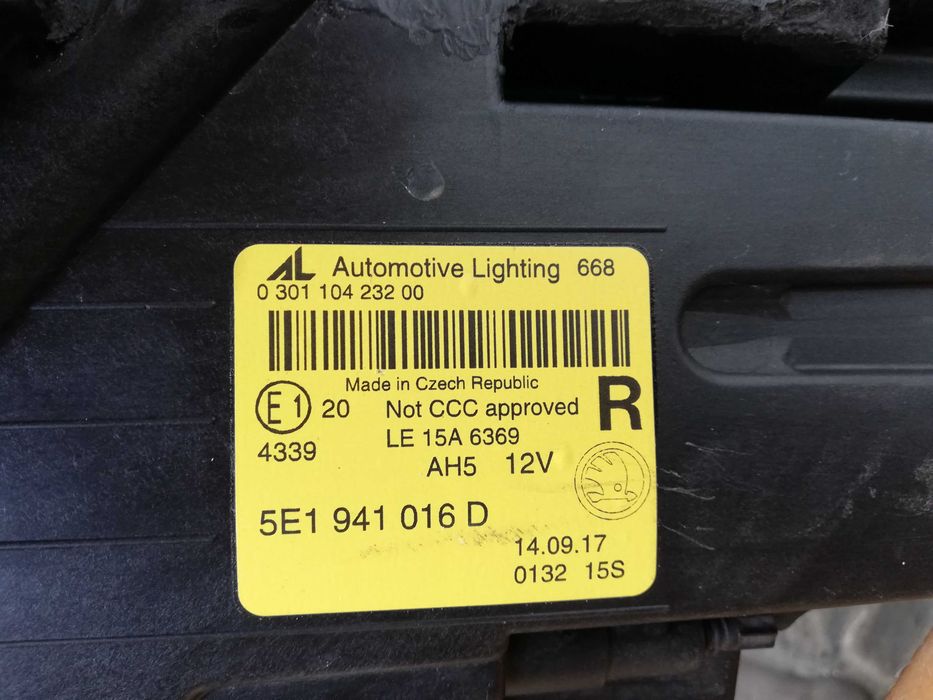 AL Automotive Lighting 668
0 301 104 232 00
Made in Czech Republic
E1 20 Not CCC approved R
4339 LE 15A 6369
AH5 12V
5E1 941 016 D
14.09.17
0132 15S